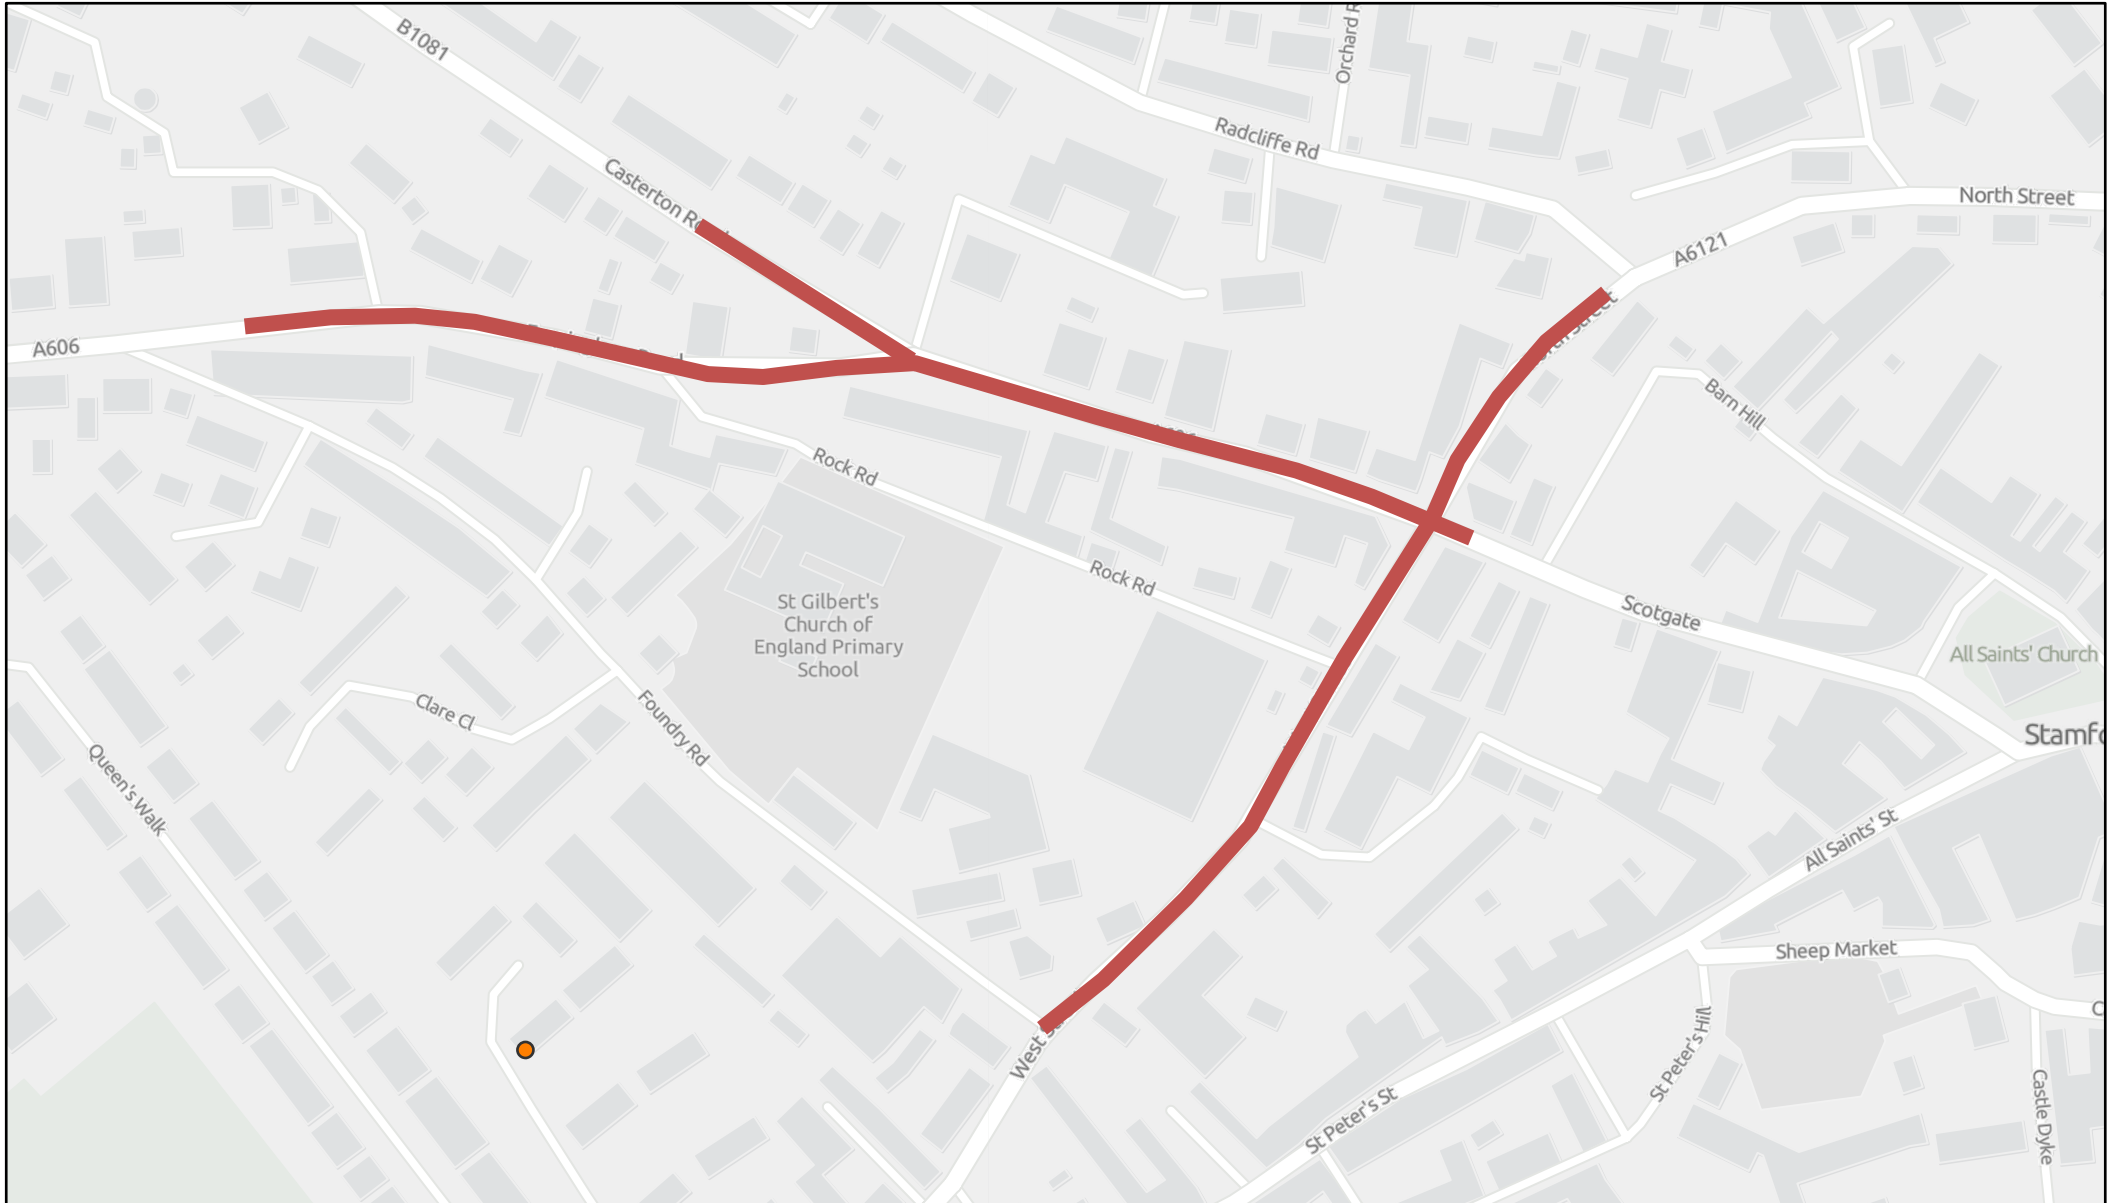 B1081
Orchard R
Radcliffe Rd
Casterton
North Street
A6121
A606
Barn Hill
Rock Rd
Rock Rd
St Gilbert's
Church of
England Primary
School
Scotgate
All Saints' Church
Clare Cl
Foundry Rd
Queen's Walk
Stamfo
All Saints' St
Sheep Market
St Peter's Hill
West
St Peter's St
Castle Dyke